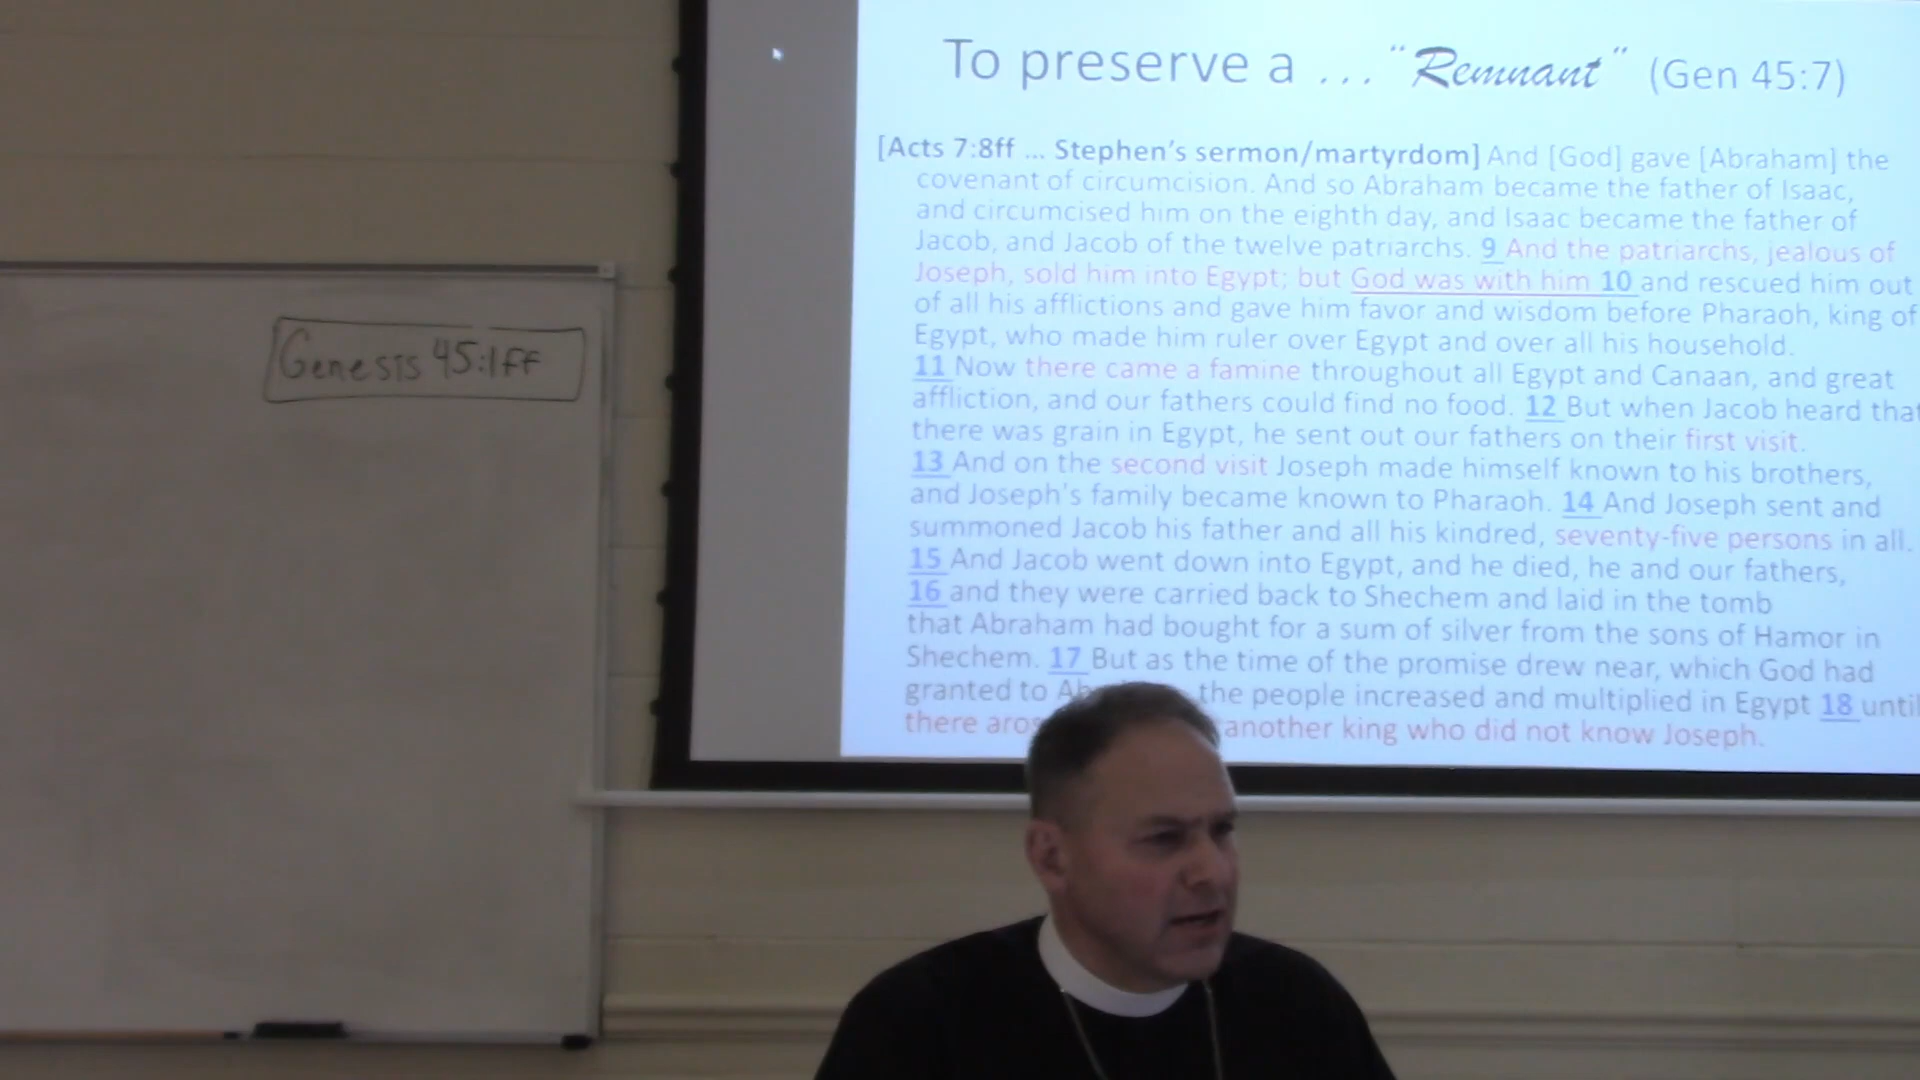 Genesis 45:1ff
To preserve a ... "Remnant" (Gen 45:7)
[Acts 7:8ff ... Stephen's sermon/martyrdom] And [God] gave [Abraham] the
covenant of circumcision. And so Abraham became the father of Isaac,
and circumcised him on the eighth day, and Isaac became the father of
Jacob, and Jacob of the twelve patriarchs. 9 And the patriarchs, jealous of
Joseph, sold him into Egypt; but God was with him 10 and rescued him out
of all his afflictions and gave him favor and wisdom before Pharaoh, king of
Egypt, who made him ruler over Egypt and over all his household.
11 Now there came a famine throughout all Egypt and Canaan, and great
affliction, and our fathers could find no food. 12 But when Jacob heard that
there was grain in Egypt, he sent out our fathers on their first visit.
13 And on the second visit Joseph made himself known to his brothers,
and Joseph's family became known to Pharaoh. 14 And Joseph sent and
summoned Jacob his father and all his kindred, seventy-five persons in all.
15 And Jacob went down into Egypt, and he died, he and our fathers,
16 and they were carried back to Shechem and laid in the tomb
that Abraham had bought for a sum of silver from the sons of Hamor in
Shechem. 17 But as the time of the promise drew near, which God had
granted to the people increased and multiplied in Egypt 18 until
there another king who did not know Joseph.